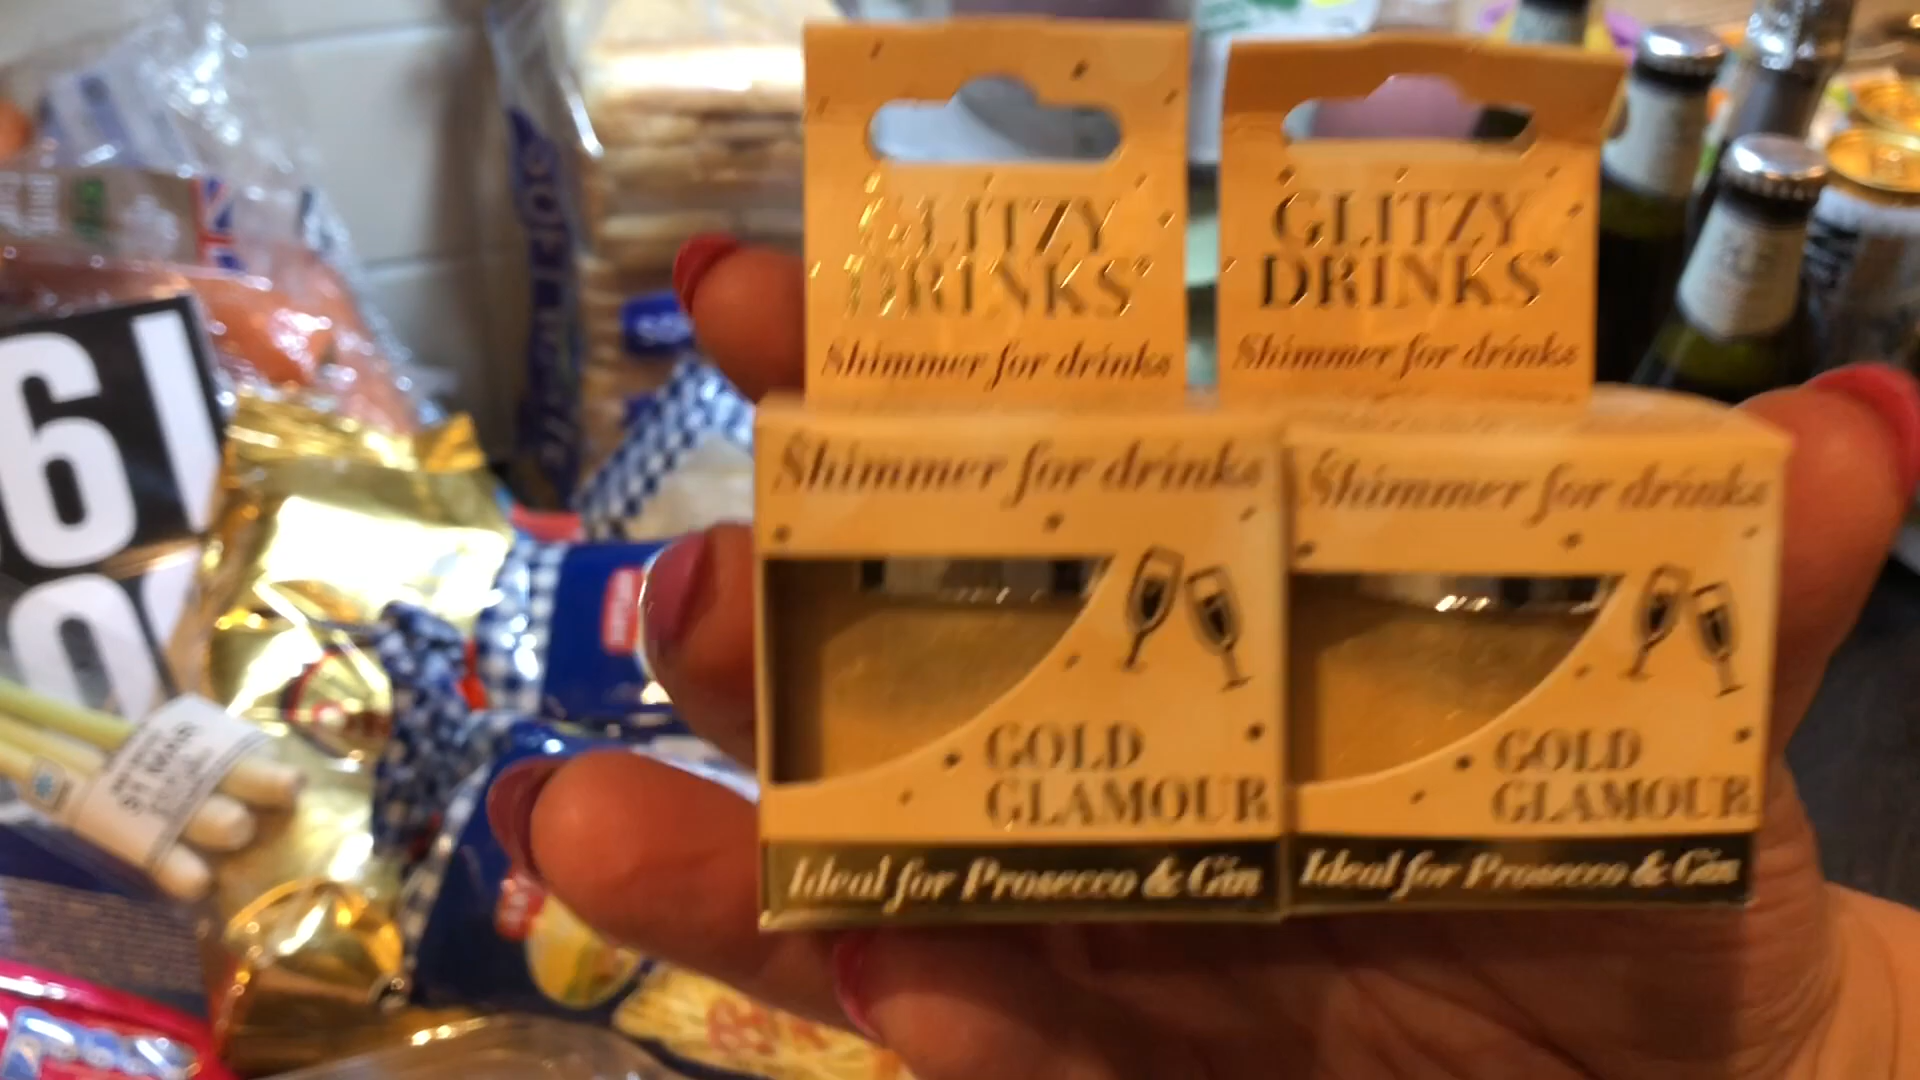 GLITZY
DRINKS
Shimmer for drinks
Shimmer for drinks
GOLD
GLAMOUR
Ideal for Prosecco & Gin
GLITZY
DRINKS
Shimmer for drinks
Shimmer for drinks
GOLD
GLAMOUR
Ideal for Prosecco & Gin